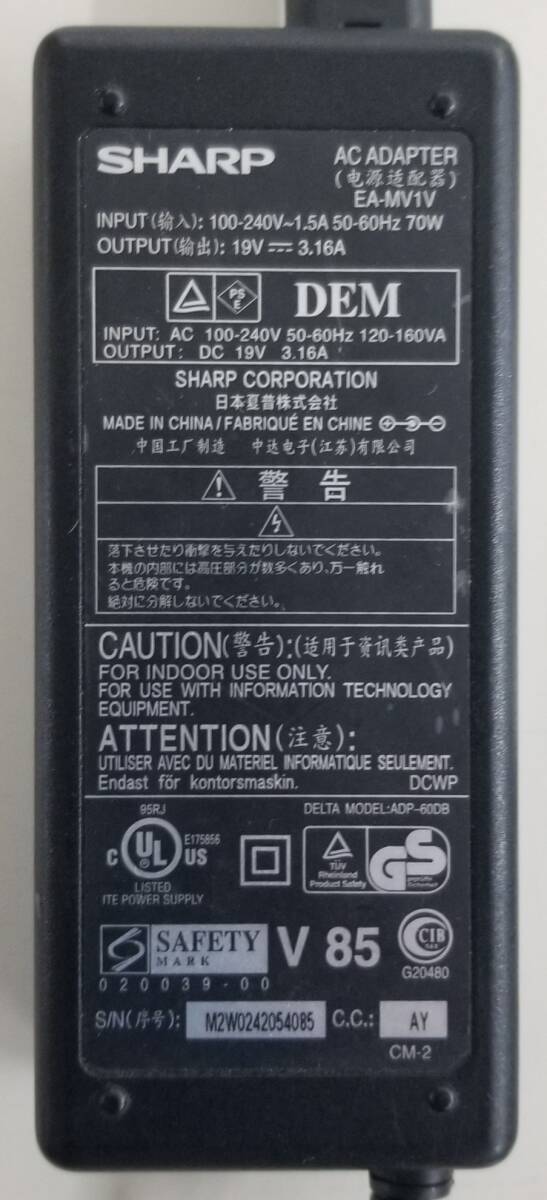 SHARP AC ADAPTER
(电源适配器)
EA-MV1V
INPUT(输入): 100-240V~1.5A 50-60Hz 70W
OUTPUT(输出): 19V⎓3.16A
PS
E
DEM
INPUT: AC 100-240V 50-60Hz 120-160VA
OUTPUT: DC 19V 3.16A
SHARP CORPORATION
日本夏普株式会社
MADE IN CHINA/FABRIQUÉ EN CHINE
中国工厂制造 中达电子(江苏)有限公司
警告
落下させたり衝撃を与えたりしないでください。
本機の内部には高圧部分が数多くあり、万一触れ
ると危険です。
絶対に分解しないでください。
CAUTION(警告):(适用于资讯类产品)
FOR INDOOR USE ONLY.
FOR USE WITH INFORMATION TECHNOLOGY
EQUIPMENT.
ATTENTION(注意):
UTILISER AVEC DU MATERIEL INFORMATIQUE SEULEMENT.
Endast för kontorsmaskin. DCWP
95RJ DELTA MODEL:ADP-60DB
C UL US E175856
LISTED
ITE POWER SUPPLY
TÜV
Rheinland
Product Safety
GS
geprüfte
Sicherheit
SAFETY
MARK
020039-00
V 85
CIB
G20480
S/N(序号): M2W0242054085 C.C.: AY
CM-2